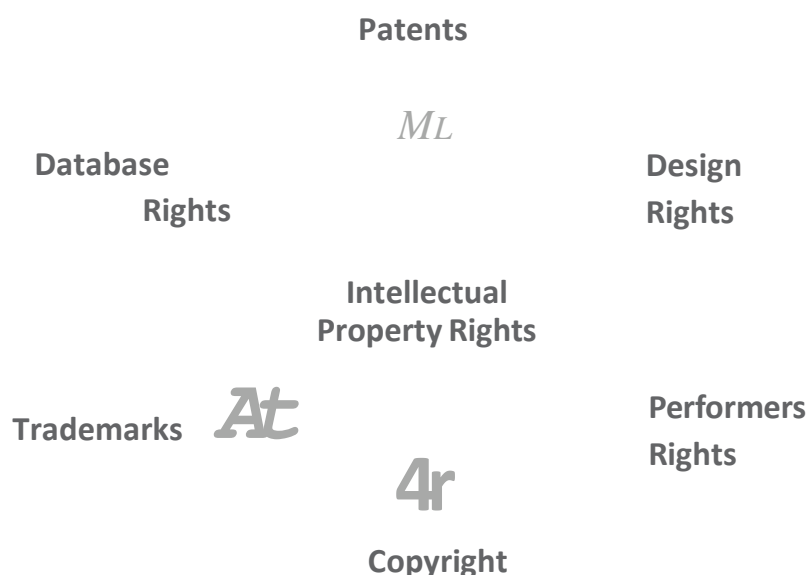 Patents
ML
Database
Rights
Design
Rights
Intellectual
Property Rights
Trademarks
At
Performers
Rights
4r
Copyright